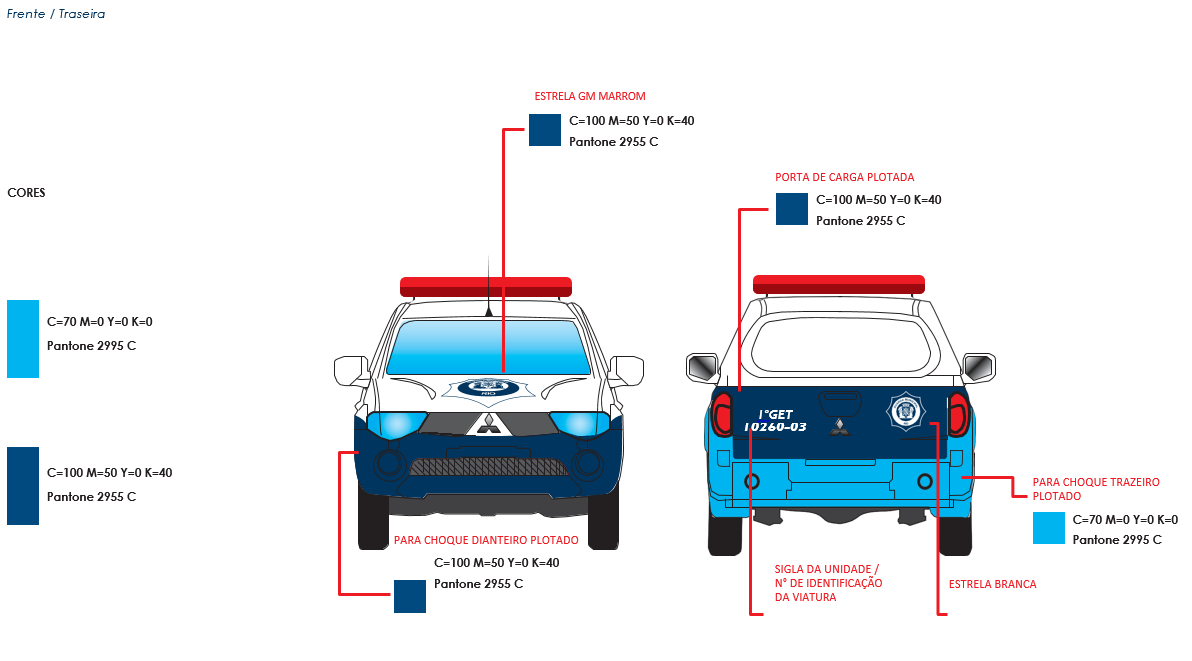 Frente / Traseira
ESTRELA GM MARROM
C=100 M=50 Y=0 K=40
Pantone 2955 C
PORTA DE CARGA PLOTADA
C=100 M=50 Y=0 K=40
Pantone 2955 C
CORES
C=70 M=0 Y=0 K=0
Pantone 2995 C
C=100 M=50 Y=0 K=40
Pantone 2955 C
RIO
1°GET
10260-03
PARA CHOQUE DIANTEIRO PLOTADO
C=100 M=50 Y=0 K=40
Pantone 2955 C
PARA CHOQUE TRAZEIRO
PLOTADO
C=70 M=0 Y=0 K=0
Pantone 2995 C
SIGLA DA UNIDADE /
N° DE IDENTIFICAÇÃO
DA VIATURA
ESTRELA BRANCA